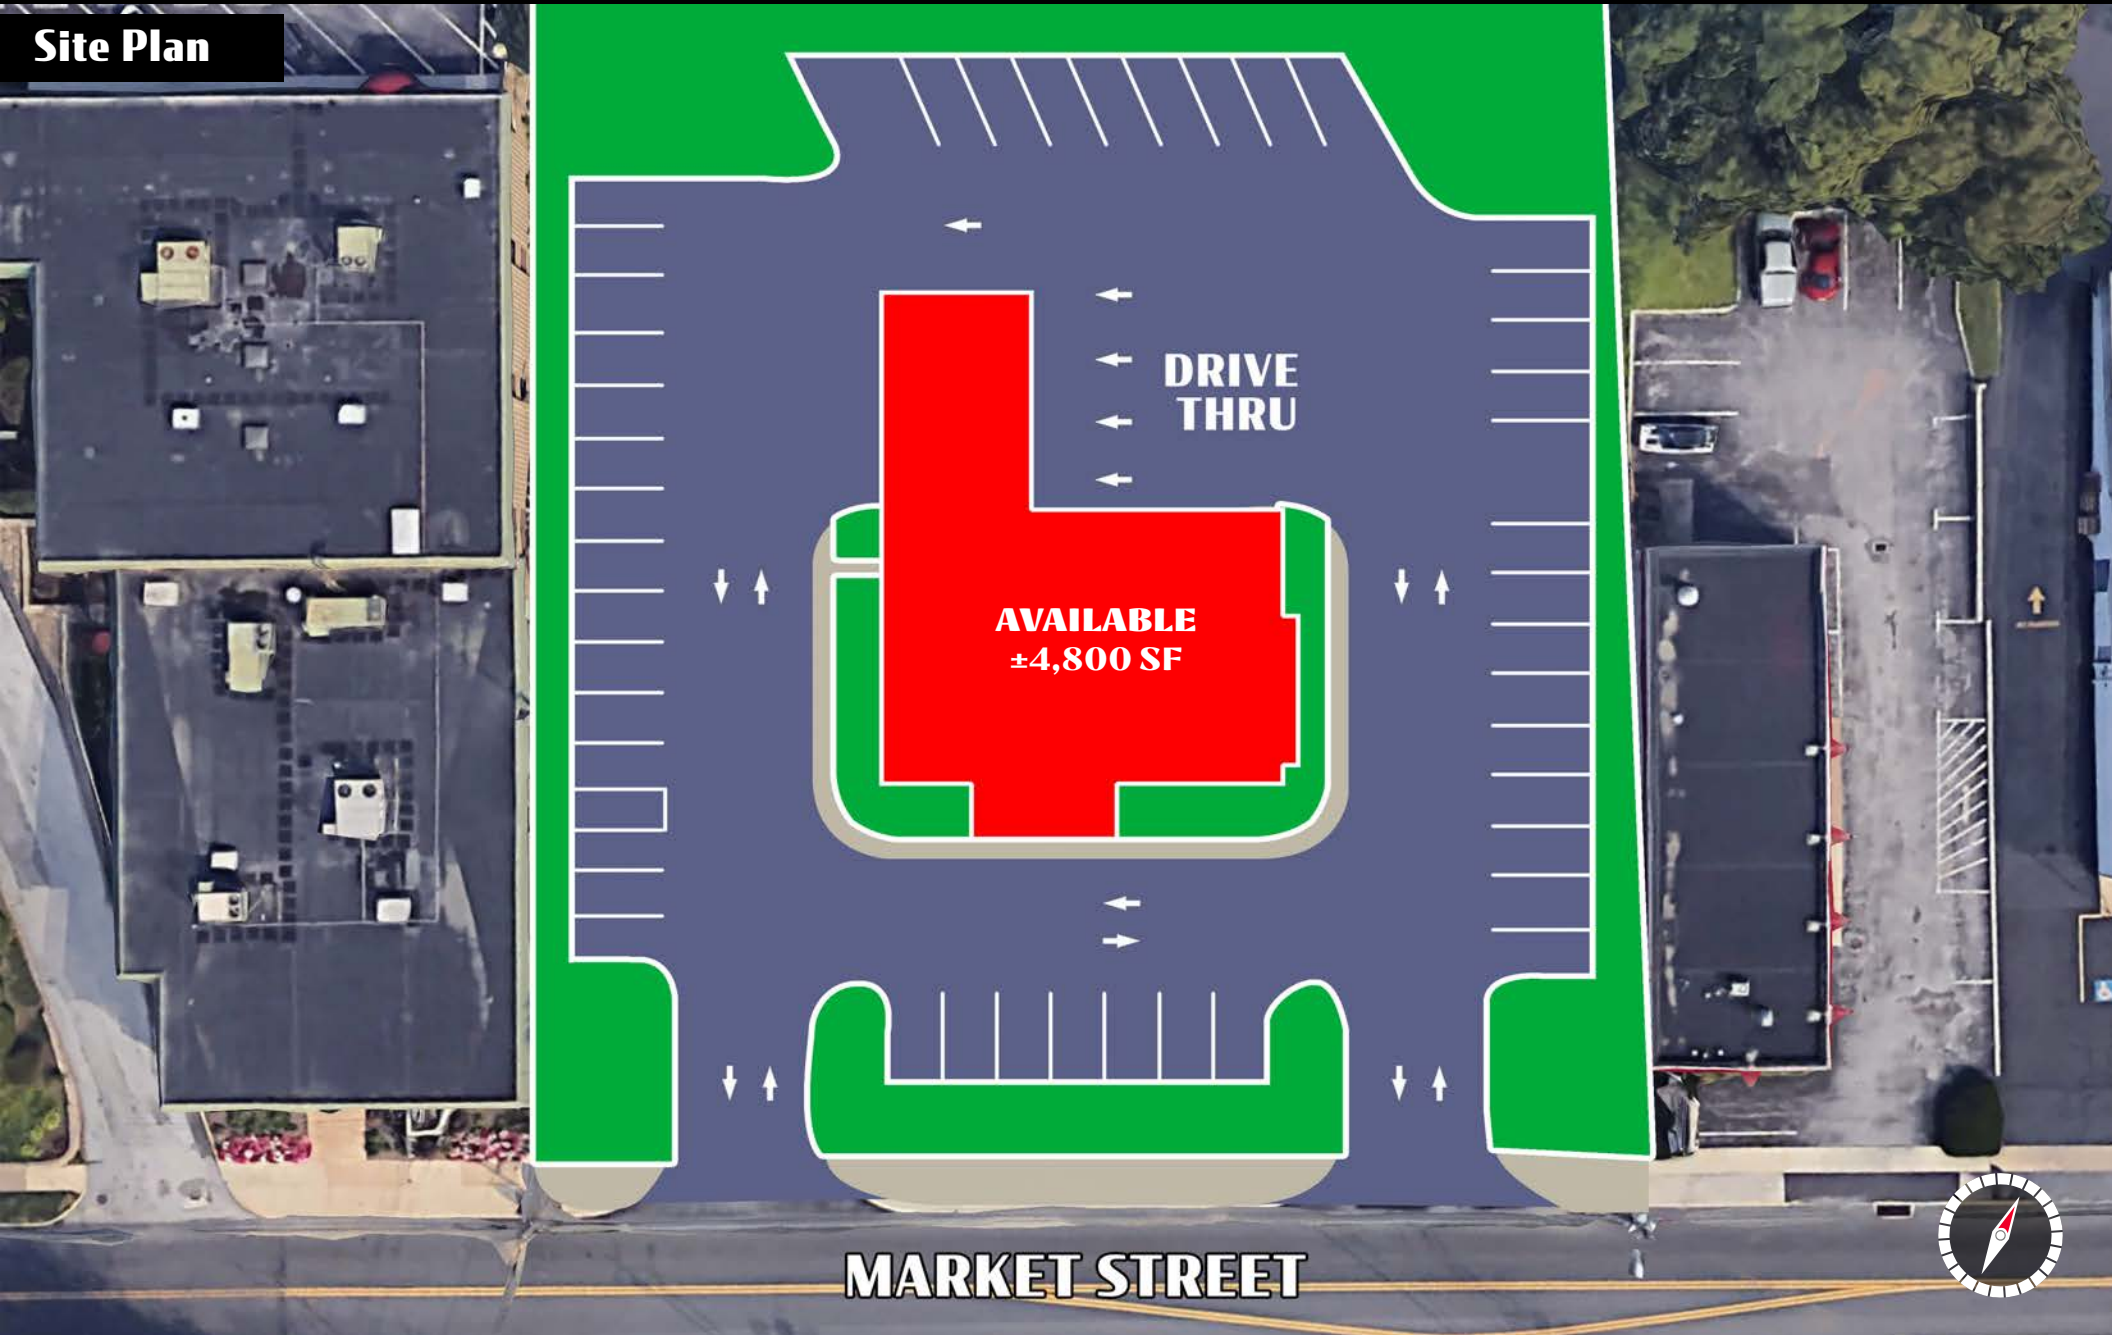 Site Plan
DRIVE
THRU
AVAILABLE
±4,800 SF
MARKET STREET